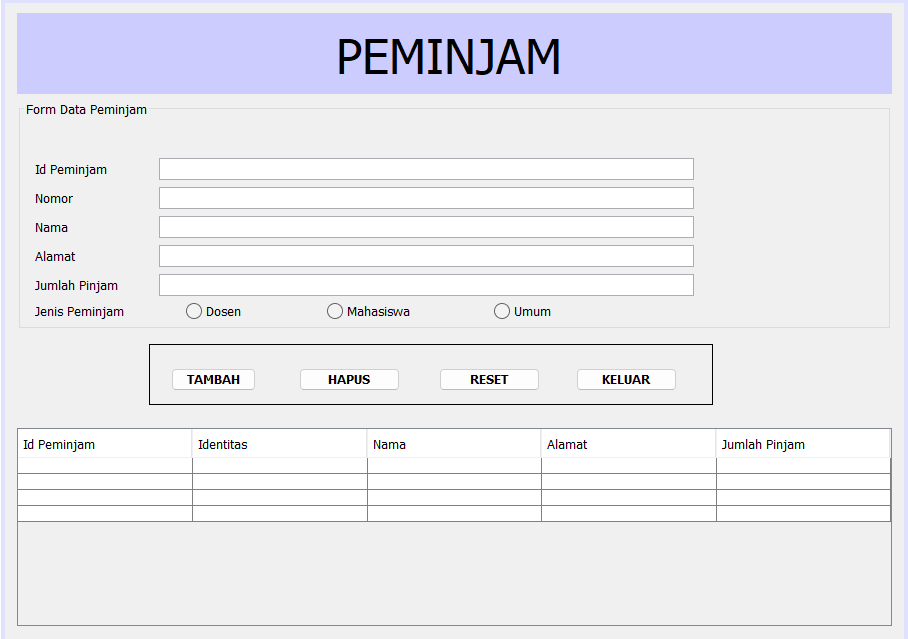 PEMINJAM
Form Data Peminjam
Id Peminjam
Nomor
Nama
Alamat
Jumlah Pinjam
Jenis Peminjam Dosen Mahasiswa Umum
TAMBAH HAPUS RESET KELUAR
Id Peminjam Identitas Nama Alamat Jumlah Pinjam